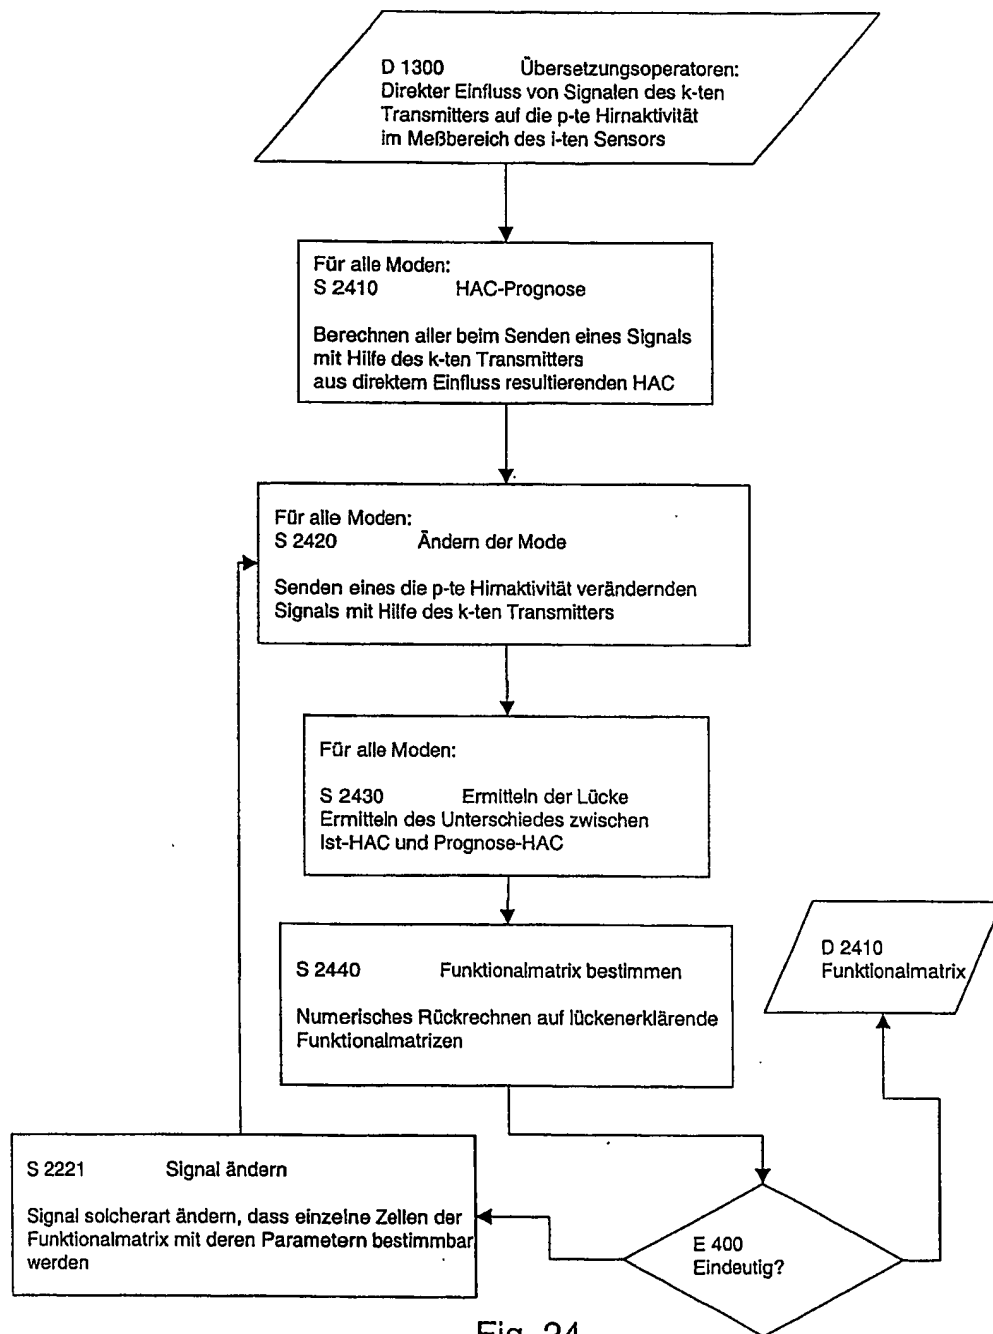 D 1300 Übersetzungsoperatoren:
Direkter Einfluss von Signalen des k-ten
Transmitters auf die p-te Hirnaktivität
im Meßbereich des i-ten Sensors
Für alle Moden:
S 2410 HAC-Prognose
Berechnen aller beim Senden eines Signals
mit Hilfe des k-ten Transmitters
aus direktem Einfluss resultierenden HAC
Für alle Moden:
S 2420 Ändern der Mode
Senden eines die p-te Hirnaktivität verändernden
Signals mit Hilfe des k-ten Transmitters
Für alle Moden:
S 2430 Ermitteln der Lücke
Ermitteln des Unterschiedes zwischen
Ist-HAC und Prognose-HAC
S 2440 Funktionalmatrix bestimmen
Numerisches Rückrechnen auf lückenerklärende
Funktionalmatrizen
D 2410
Funktionalmatrix
S 2221 Signal ändern
Signal solcherart ändern, dass einzelne Zellen der
Funktionalmatrix mit deren Parametern bestimmbar
werden
E 400
Eindeutig?
Fig. 24